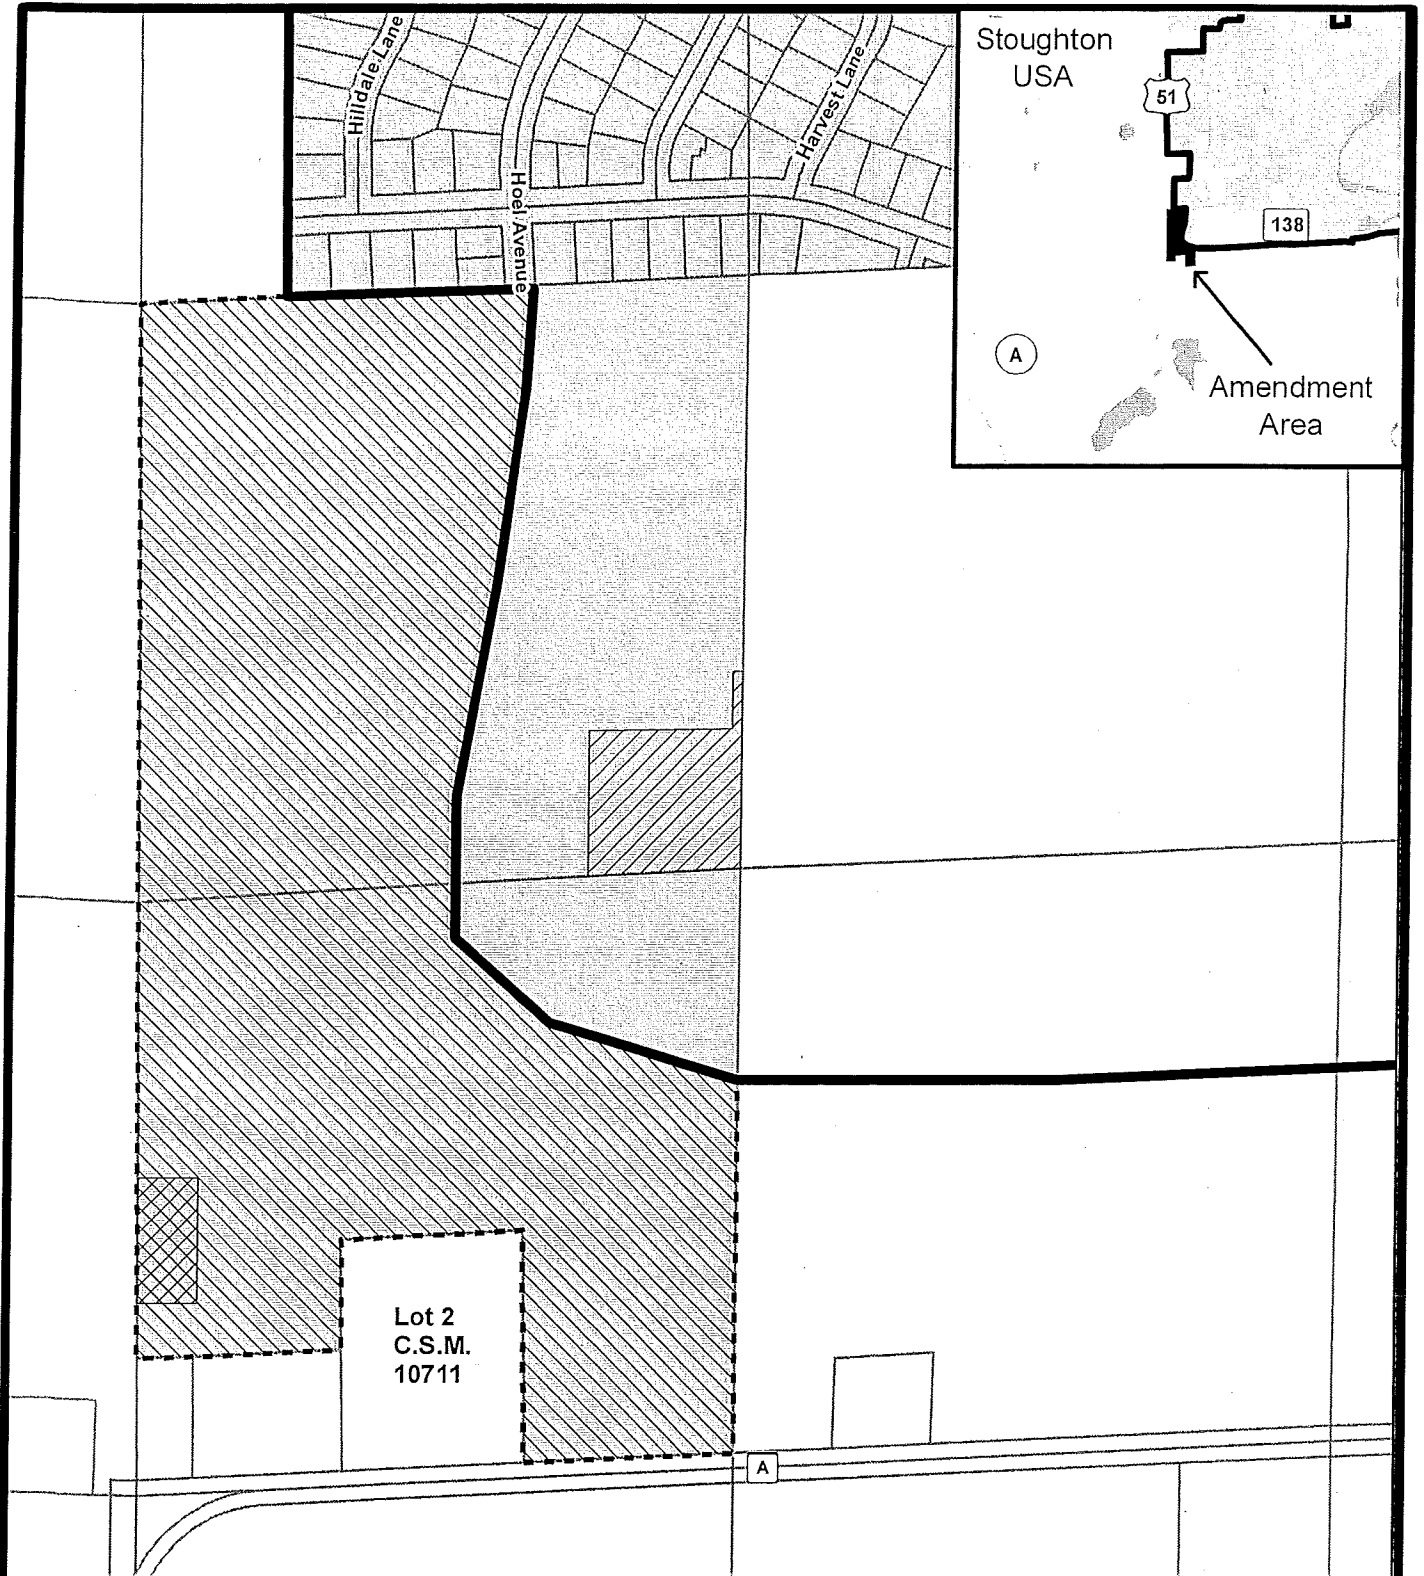 Hilldale Lane
Hoel Avenue
Harvest Lane
Stoughton
USA
51
138
A
Amendment
Area
Lot 2
C.S.M.
10711
A